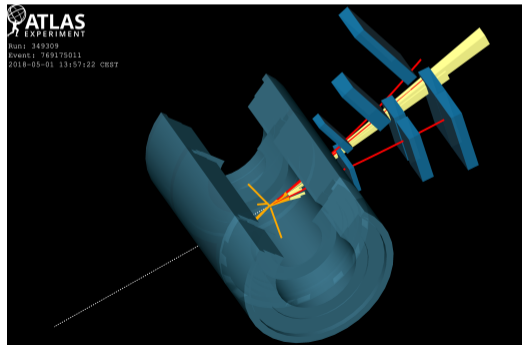 ATLAS
EXPERIMENT
Run: 349309
Event: 769175011
2018-05-01 13:57:22 CEST